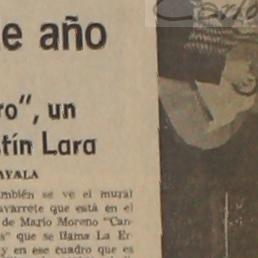 e año
ro", un
tín Lara
AYALA
mbién se ve el mural
avarrete que está en el
de Mario Moreno "Can-
s" que se llama La Er-
y en ese cuadro que es